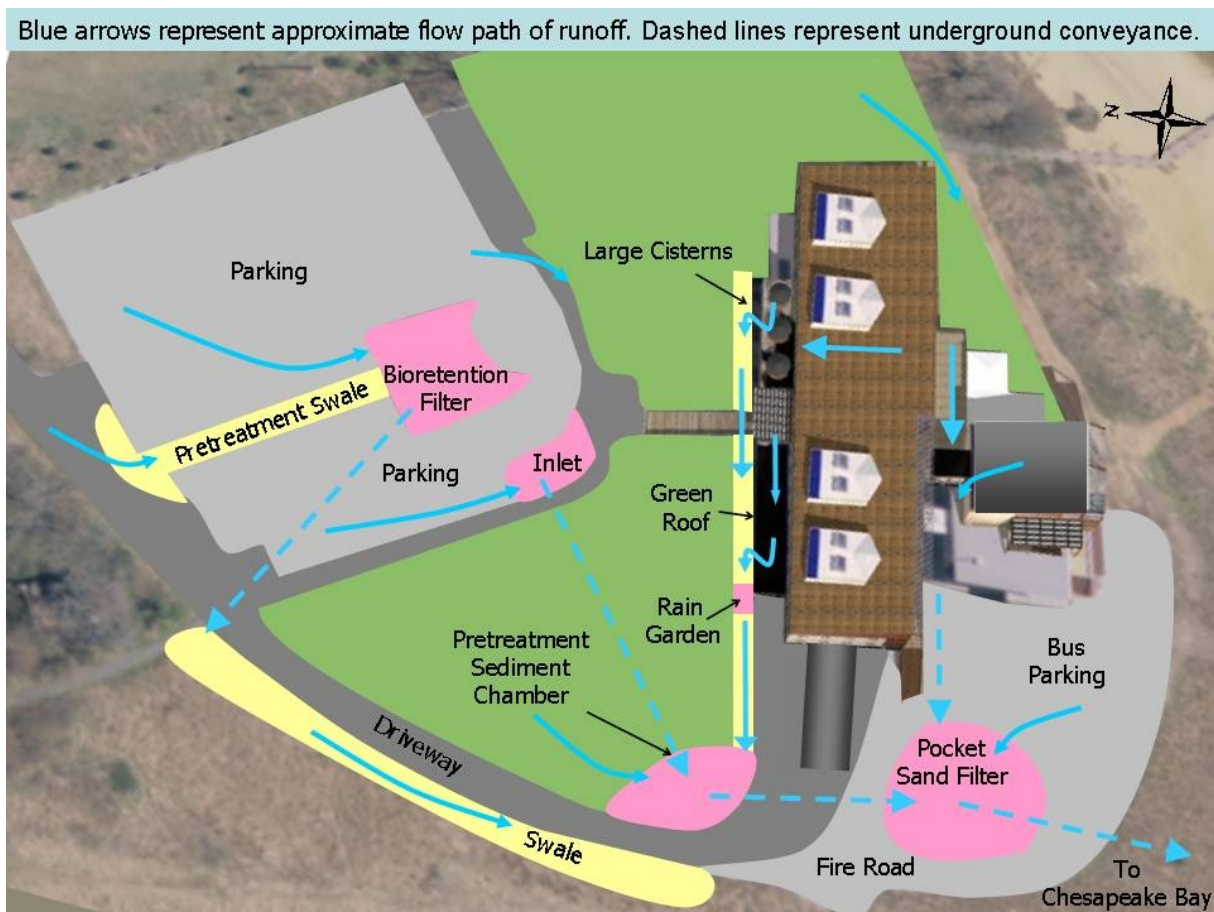 Blue arrows represent approximate flow path of runoff. Dashed lines represent underground conveyance.
N
Large Cisterns
Parking
Bioretention
Filter
Pretreatment Swale
Parking
Inlet
Green
Roof
Rain
Garden
Pretreatment
Sediment
Chamber
Bus
Parking
Driveway
Pocket
Sand Filter
Swale
Fire Road
To
Chesapeake Bay